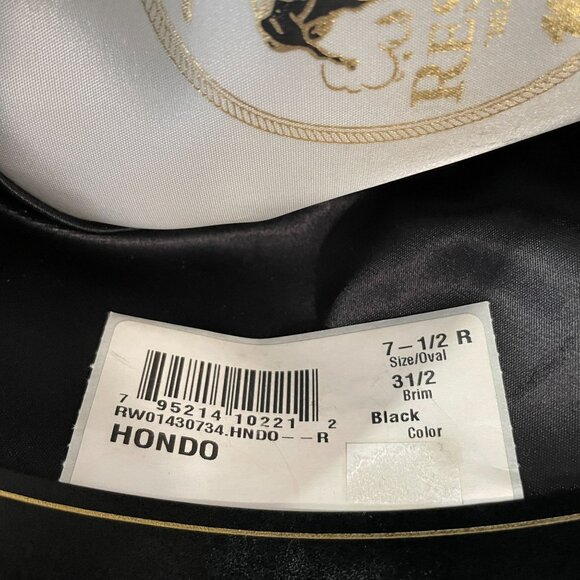 RES
7-1/2 R
Size/Oval
31/2
Brim
Black
Color
7 95214 10221 2
RW01430734.HNDO--R
HONDO